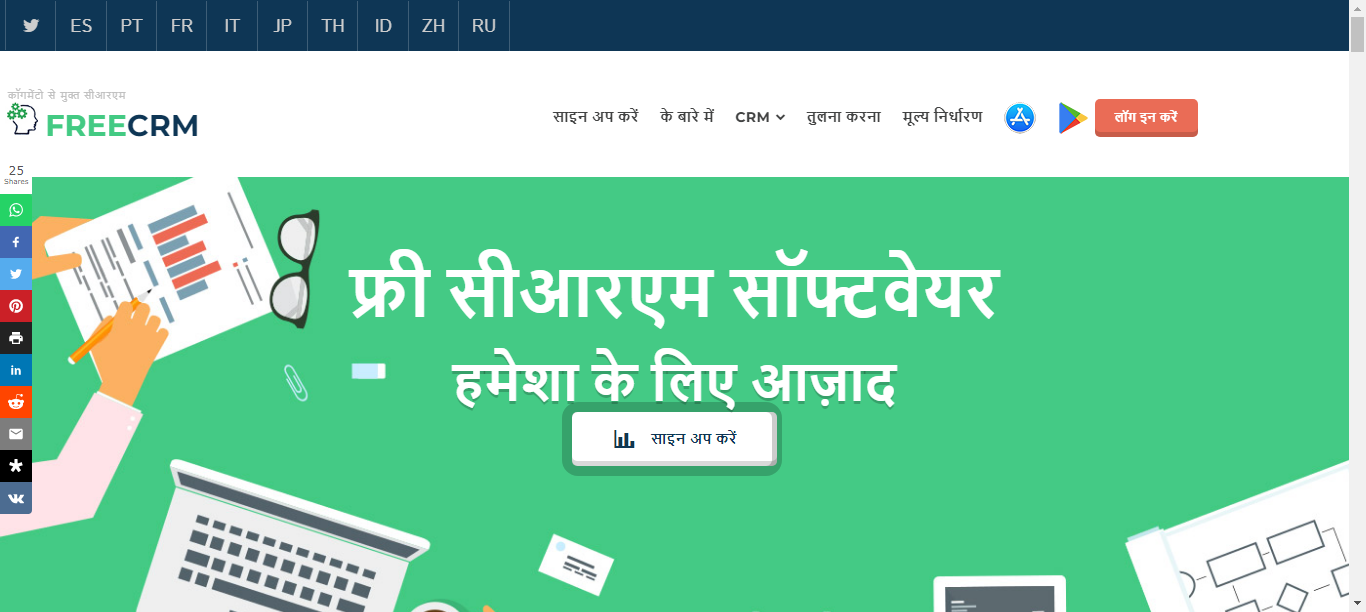 ES PT FR IT JP TH ID ZH RU
कॉगमेंटो से मुक्त सीआरएम
FREECRM
साइन अप करें के बारे में CRM तुलना करना मूल्य निर्धारण लॉग इन करें
25
Shares
फ्री सीआरएम सॉफ्टवेयर
हमेशा के लिए आज़ाद
साइन अप करें